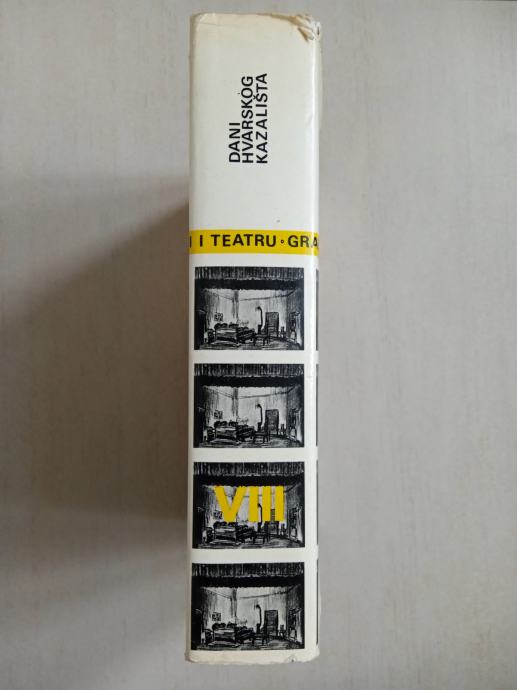 DANI
HVARSKOG
KAZALIŠTA
I I TEATRU • GRA
VIII